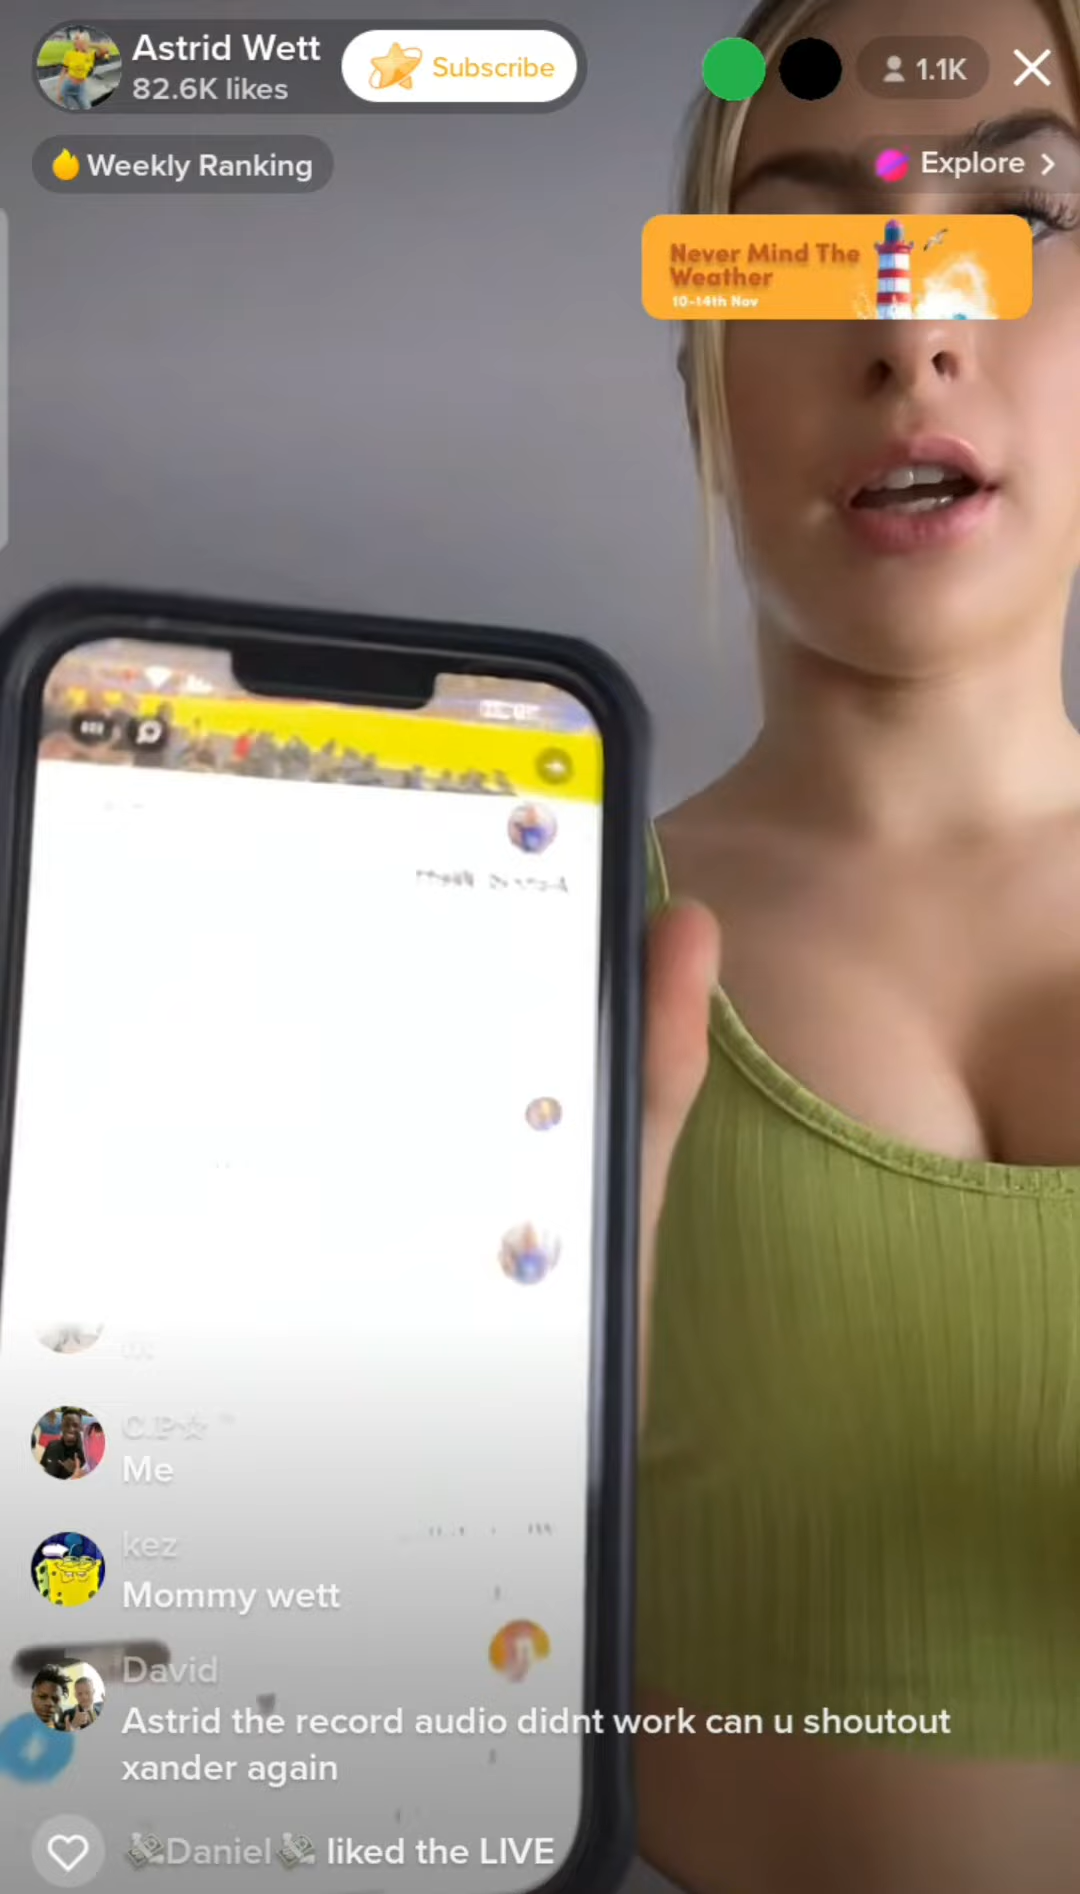 Astrid Wett
82.6K likes
Subscribe
1.1K
Weekly Ranking
Explore
Never Mind The
Weather
10-14th Nov
C.P☆
Me
kez
Mommy wett
David
Astrid the record audio didnt work can u shoutout
xander again
Daniel liked the LIVE